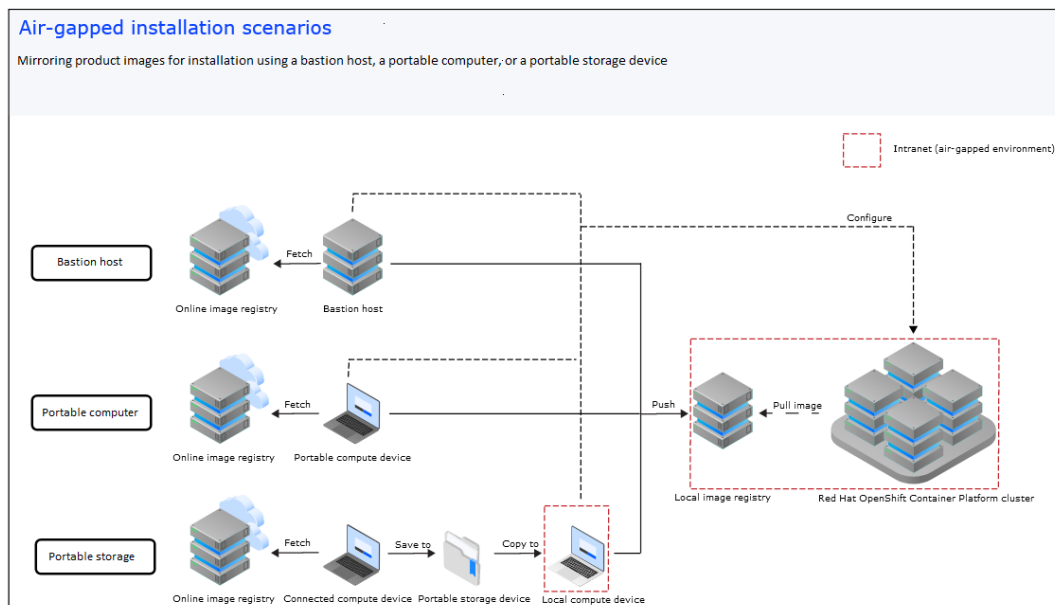 Air-gapped installation scenarios
Mirroring product images for installation using a bastion host, a portable computer, or a portable storage device
Intranet (air-gapped environment)
Configure
Bastion host
Fetch
Online image registry
Bastion host
Portable computer
Fetch
Push
Pull image
Online image registry
Portable compute device
Local image registry
Red Hat OpenShift Container Platform cluster
Portable storage
Fetch
Save to
Copy to
Online image registry
Connected compute device
Portable storage device
Local compute device